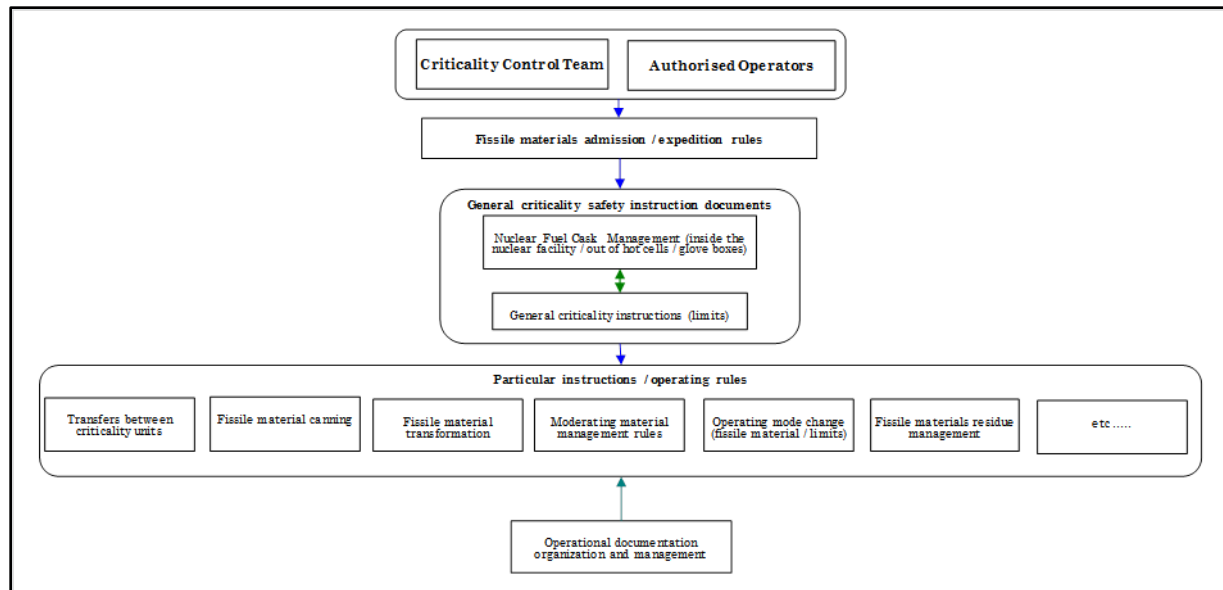 Criticality Control Team
Authorised Operators
Fissile materials admission / expedition rules
General criticality safety instruction documents
Nuclear Fuel Cask Management (inside the
nuclear facility / out of hot cells / glove boxes)
General criticality instructions (limits)
Particular instructions / operating rules
Transfers between
criticality units
Fissile material canning
Fissile material
transformation
Moderating material
management rules
Operating mode change
(fissile material / limits)
Fissile materials residue
management
etc .....
Operational documentation
organization and management